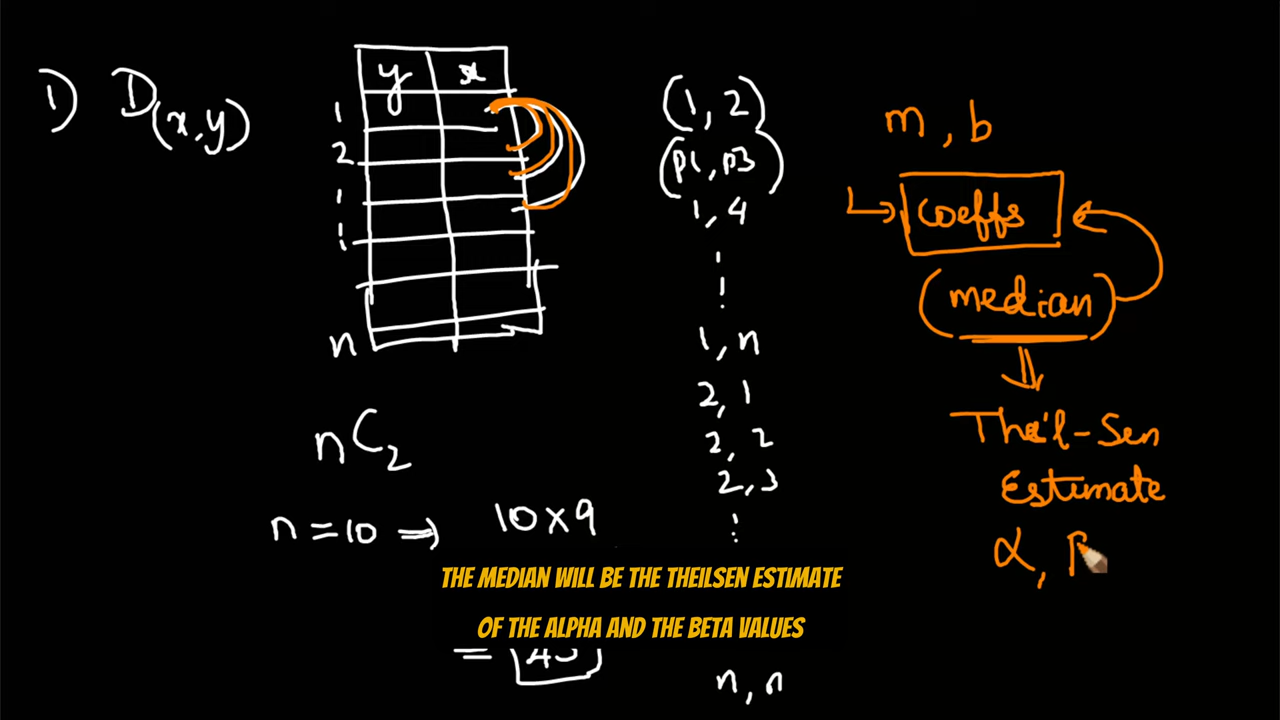 1) D(x,y)
y x
1
2
n
nC2
n = 10 ⇒ 10 × 9
= 45
(1, 2)
(p1, p3)
1, 4
1, n
2, 1
2, 2
2, 3
n, n
m, b
coeffs
(median)
Theil-Sen
Estimate
α,
THE MEDIAN WILL BE THE THEILSEN ESTIMATE
OF THE ALPHA AND THE BETA VALUES